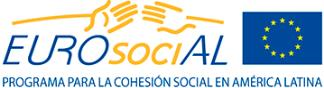 EUROsociAL
PROGRAMA PARA LA COHESIÓN SOCIAL EN AMÉRICA LATINA